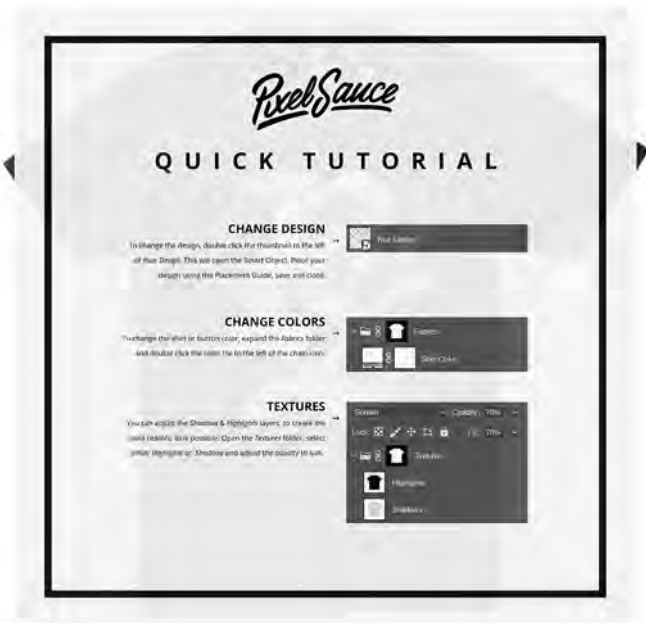 PixelSauce
QUICK TUTORIAL
CHANGE DESIGN
To change the design, double click the thumbnail to the left
of Your Design. This will open the Smart Object. Place your
design using the Placement Guide, save and close.
Your Design
CHANGE COLORS
To change the shirt or button color, expand the Fabrics folder
and double click the color tile to the left of the chain icon.
Fabrics
Shirt Color
TEXTURES
You can adjust the Shadows & Highlights layers, to create the
most realistic look possible. Open the Textures folder, select
either Highlights or Shadows and adjust the opacity to suit.
Screen Opacity: 70%
Lock: 70%
Textures
Highlights
Shadows